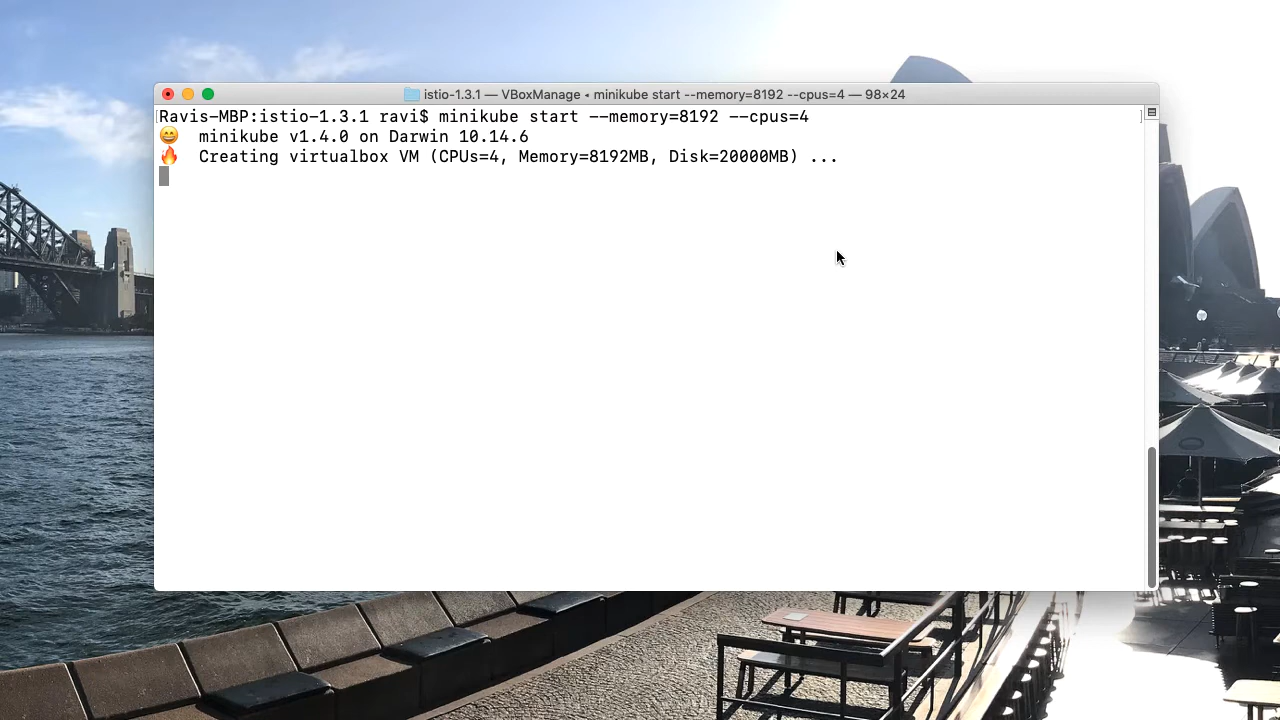 istio-1.3.1 — VBoxManage ◂ minikube start --memory=8192 --cpus=4 — 98×24
Ravis-MBP:istio-1.3.1 ravi$ minikube start --memory=8192 --cpus=4
😄  minikube v1.4.0 on Darwin 10.14.6
🔥  Creating virtualbox VM (CPUs=4, Memory=8192MB, Disk=20000MB) ...